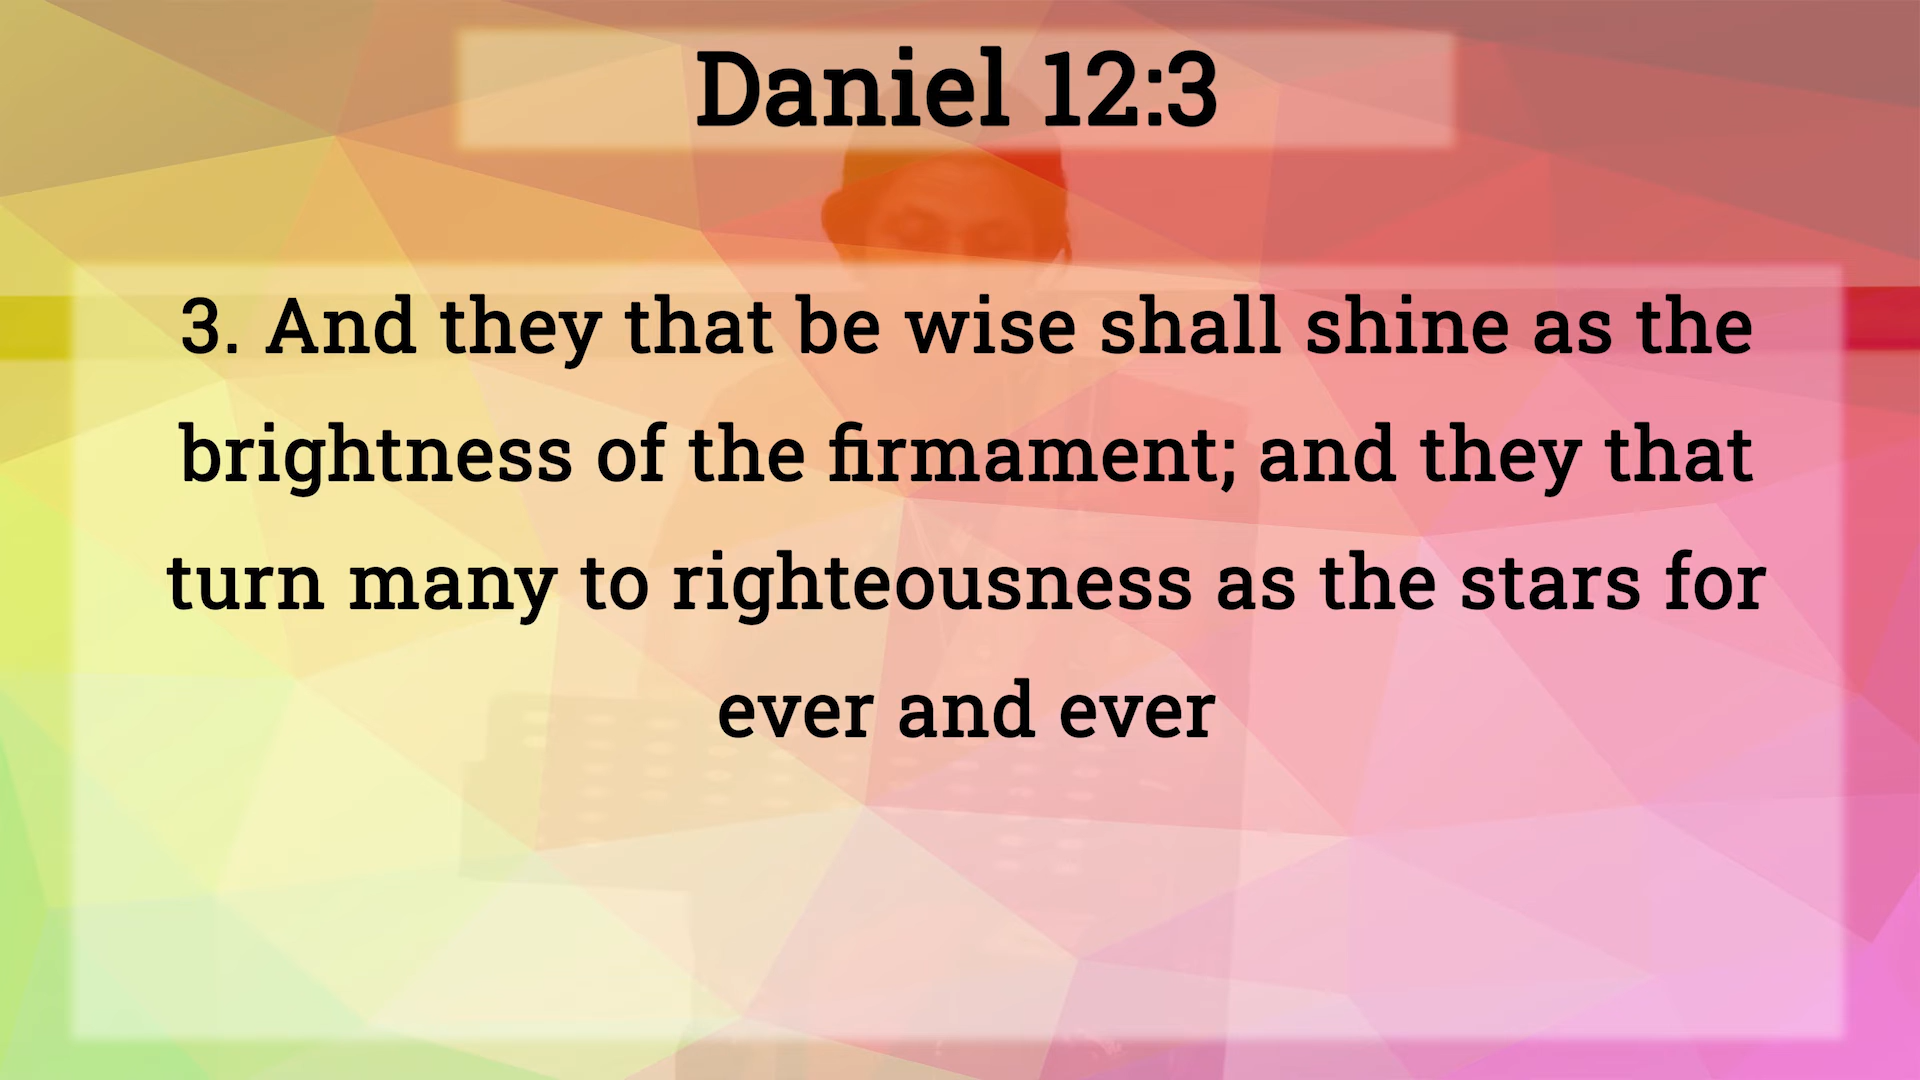 Daniel 12:3
3. And they that be wise shall shine as the
brightness of the firmament; and they that
turn many to righteousness as the stars for
ever and ever